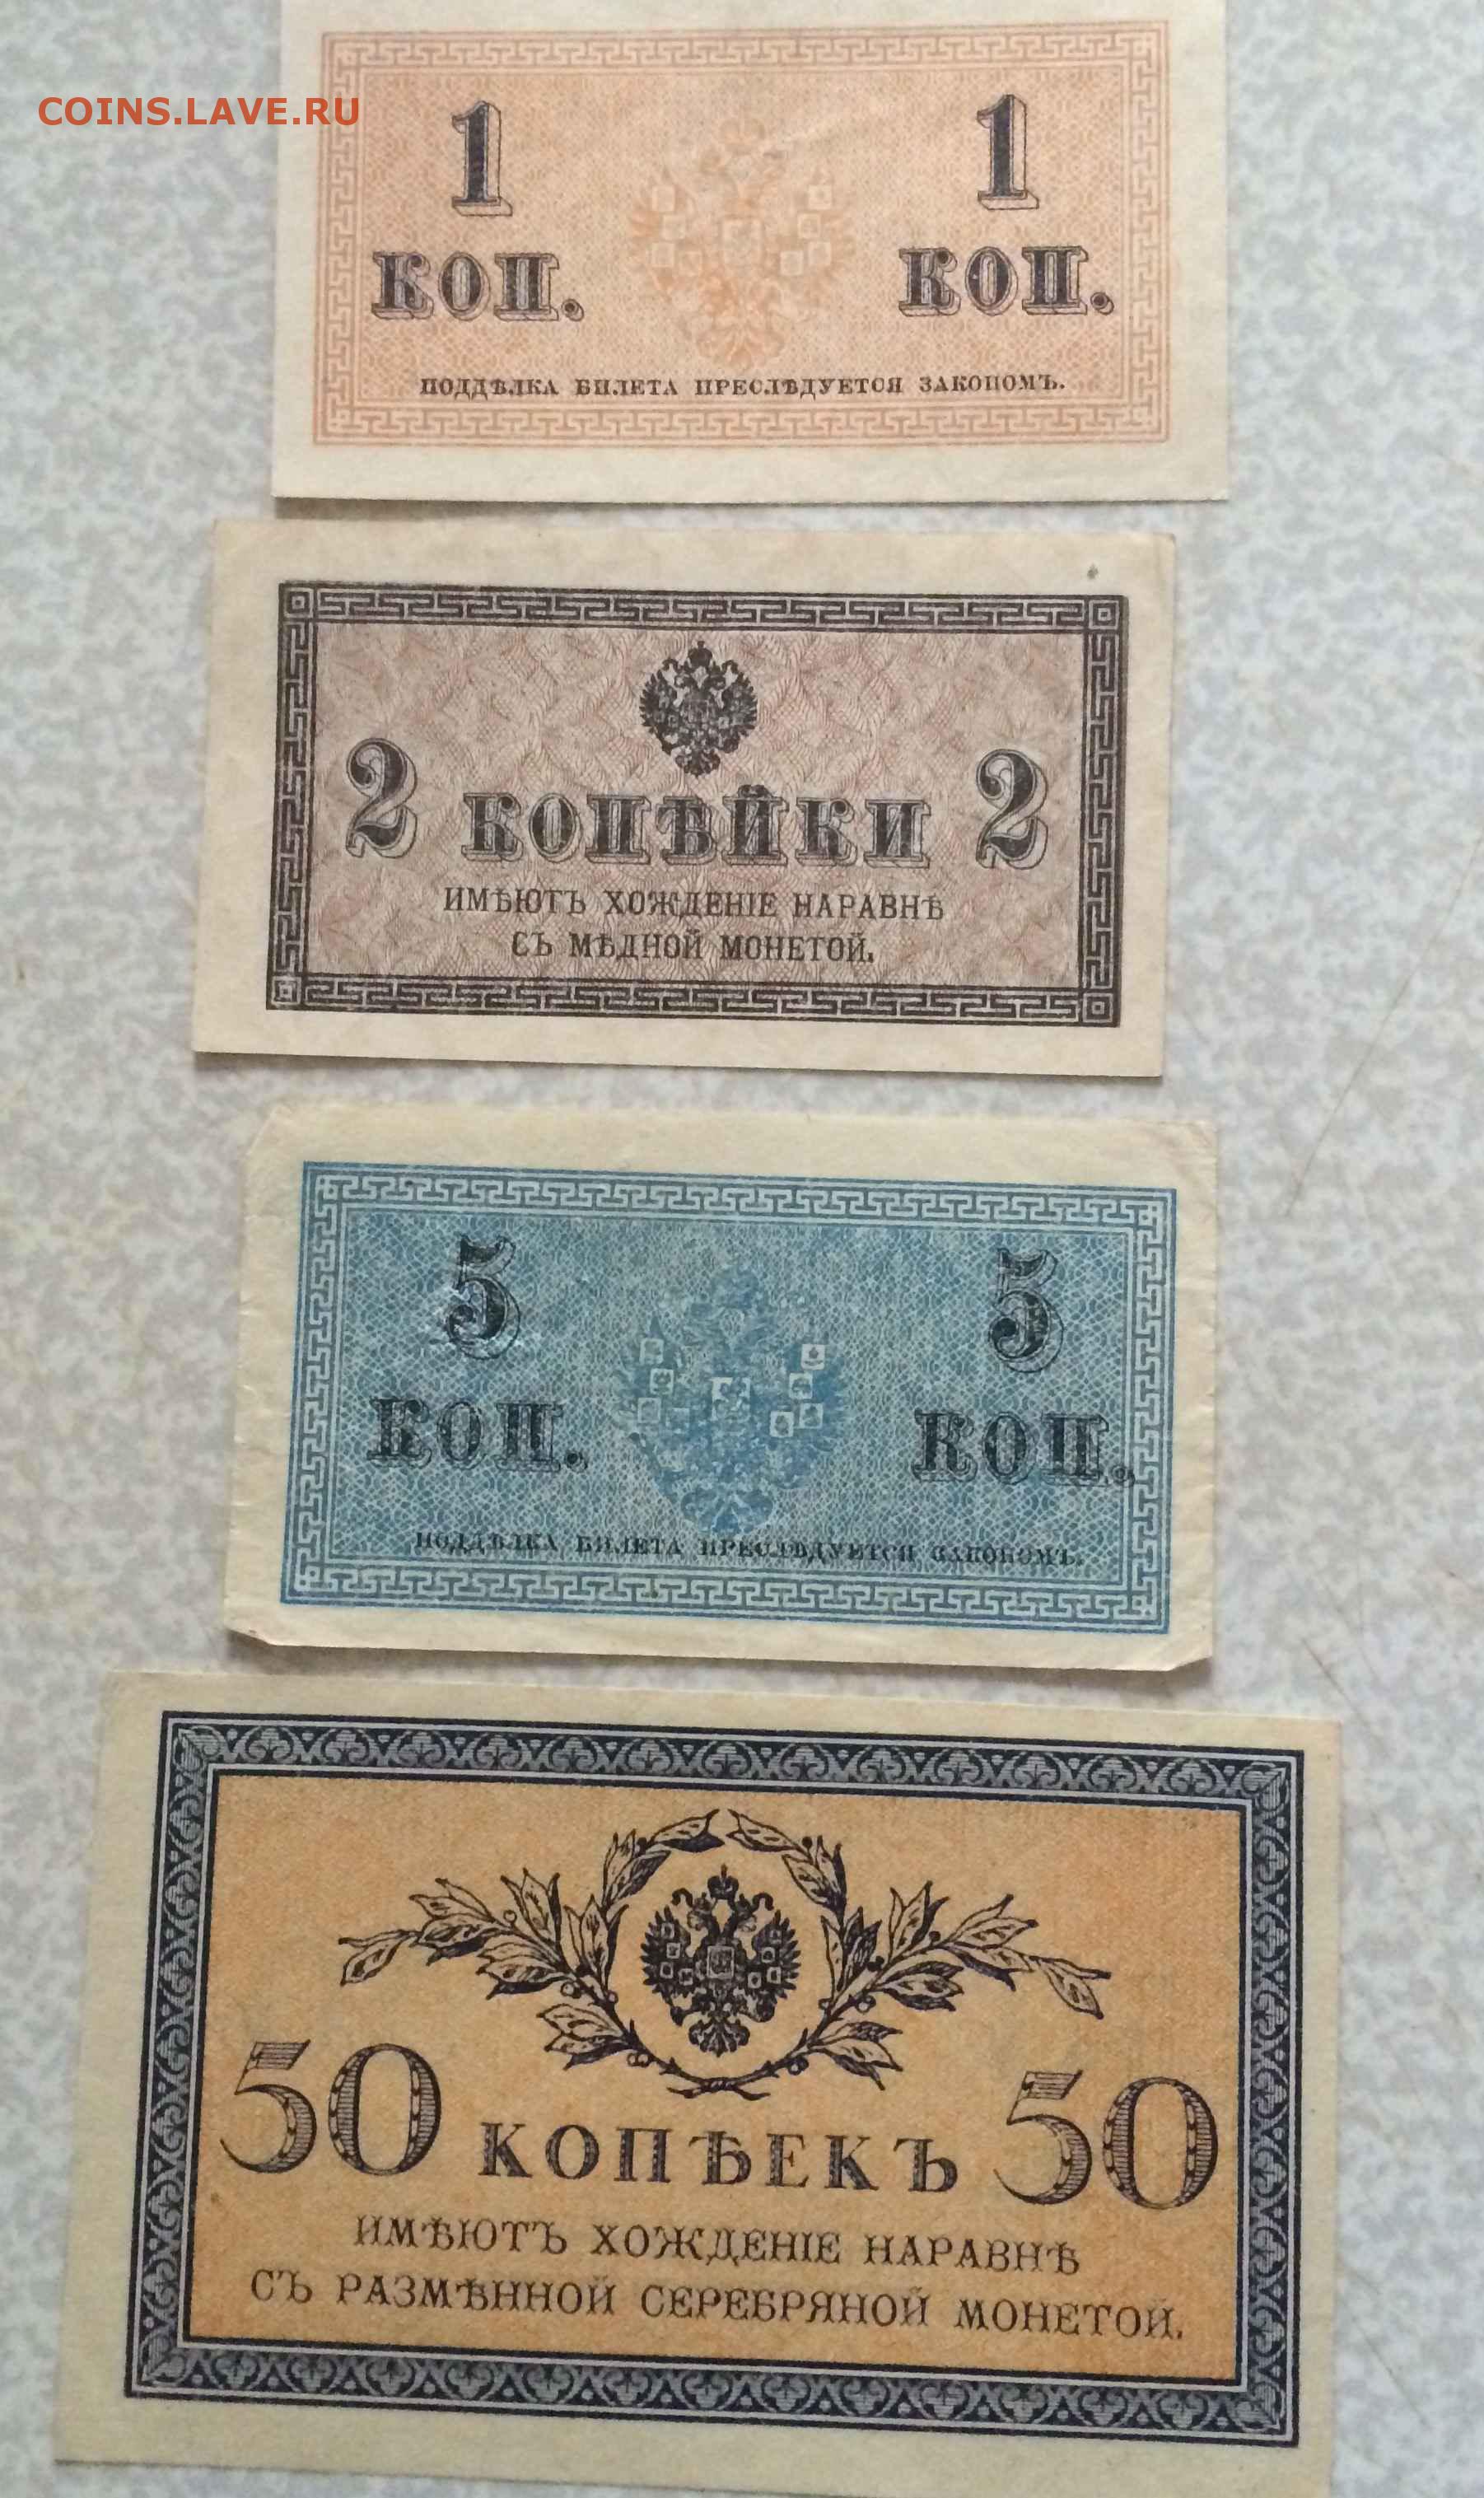 COINS.LAVE.RU
1 1
КОП. КОП.
ПОДДѢЛКА БИЛЕТА ПРЕСЛѢДУЕТСЯ ЗАКОНОМЪ.
2 КОПѢЙКИ 2
ИМѢЮТЪ ХОЖДЕНІЕ НАРАВНѢ
СЪ МѢДНОЙ МОНЕТОЙ.
5 5
КОП. КОП.
ПОДДѢЛКА БИЛЕТА ПРЕСЛѢДУЕТСЯ ЗАКОНОМЪ.
50 КОПѢЕКЪ 50
ИМѢЮТЪ ХОЖДЕНІЕ НАРАВНѢ
СЪ РАЗМѢННОЙ СЕРЕБРЯНОЙ МОНЕТОЙ.